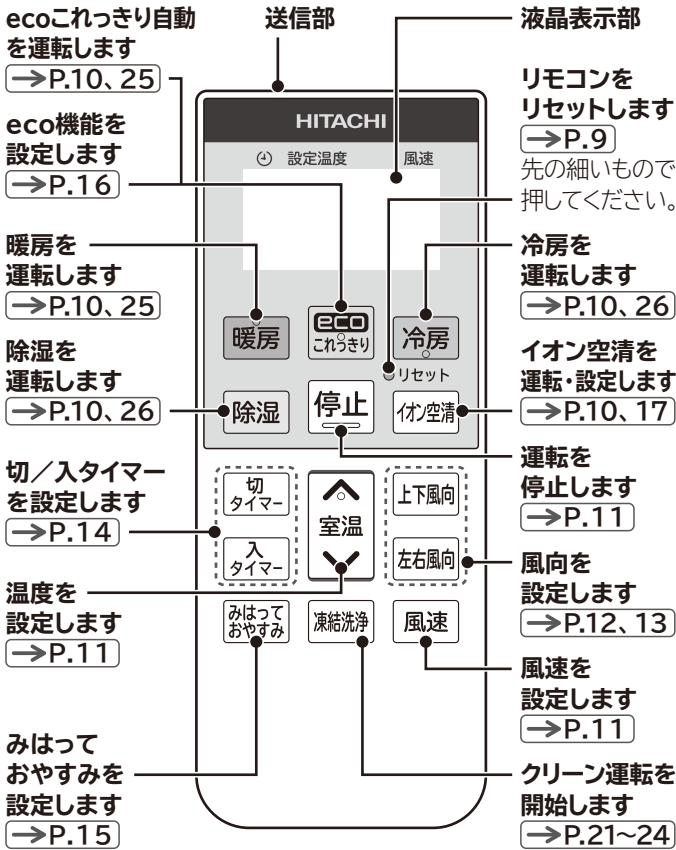 ecoこれっきり自動
を運転します
→P.10、25
eco機能を
設定します
→P.16
暖房を
運転します
→P.10、25
除湿を
運転します
→P.10、26
切／入タイマー
を設定します
→P.14
温度を
設定します
→P.11
みはって
おやすみを
設定します
→P.15
送信部
HITACHI
設定温度 風速
暖房
eco
これっきり
冷房
リセット
除湿
停止
イオン空清
切
タイマー
室温
上下風向
入
タイマー
左右風向
みはって
おやすみ
凍結洗浄
風速
液晶表示部
リモコンを
リセットします
→P.9
先の細いもので
押してください。
冷房を
運転します
→P.10、26
イオン空清を
運転・設定します
→P.10、17
運転を
停止します
→P.11
風向を
設定します
→P.12、13
風速を
設定します
→P.11
クリーン運転を
開始します
→P.21~24